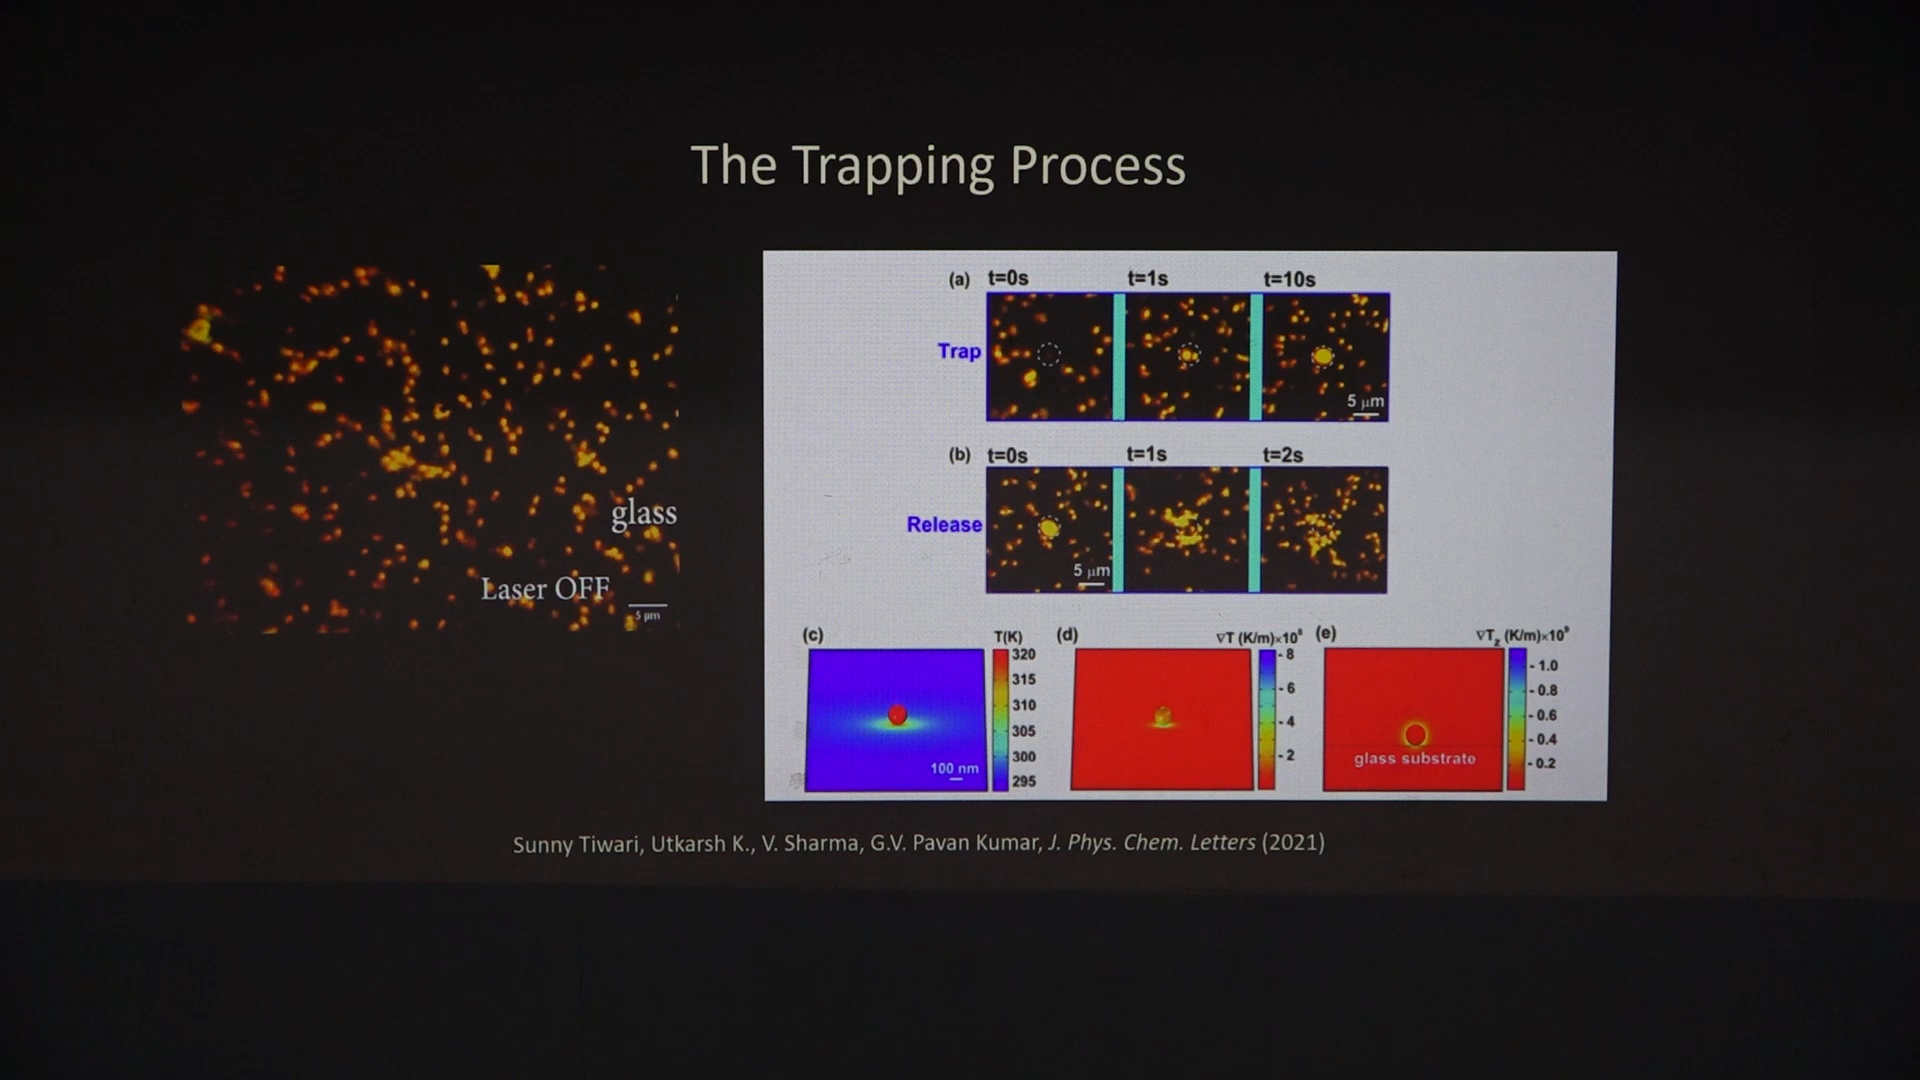 The Trapping Process
glass
Laser OFF
5 µm
(a) t=0s t=1s t=10s
Trap
5 µm
(b) t=0s t=1s t=2s
Release
5 µm
(c) T(K)
320
315
310
305
300
295
100 nm
(d) ∇T (K/m)×10⁸
8
6
4
2
(e) ∇T_z (K/m)×10⁹
1.0
0.8
0.6
0.4
0.2
glass substrate
Sunny Tiwari, Utkarsh K., V. Sharma, G.V. Pavan Kumar, J. Phys. Chem. Letters (2021)